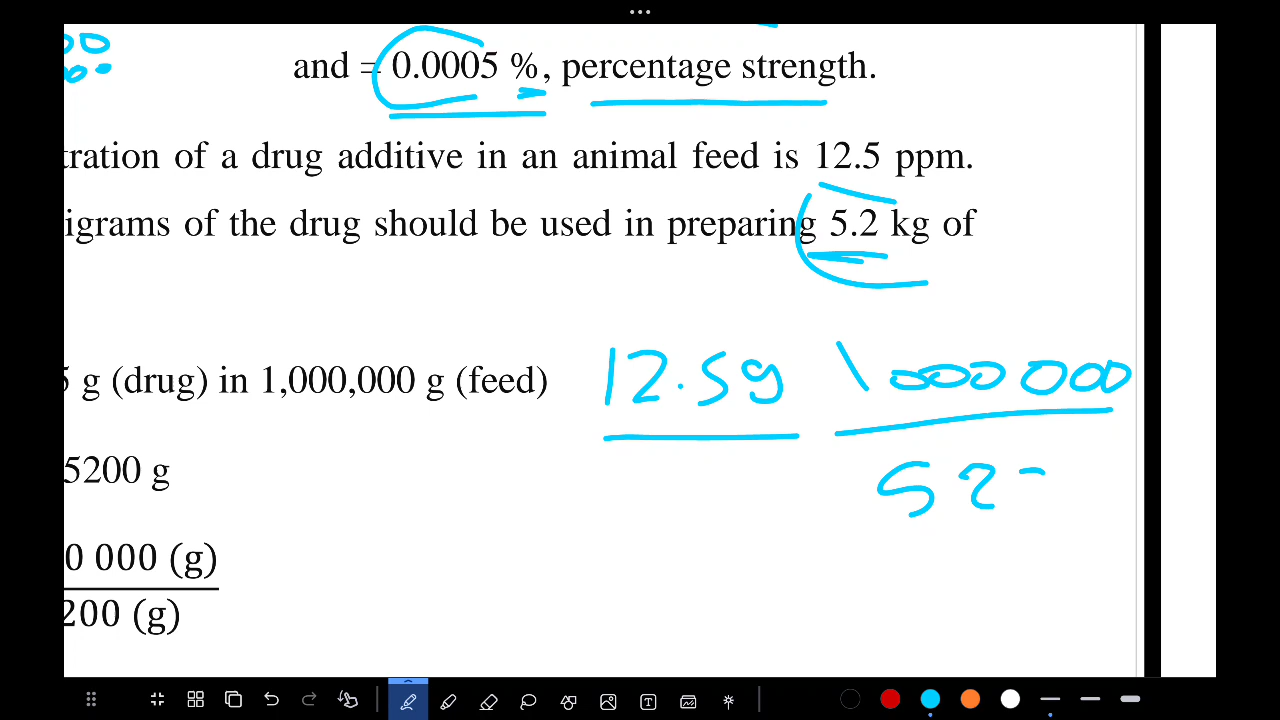 and = 0.0005 %, percentage strength.
tration of a drug additive in an animal feed is 12.5 ppm.
igrams of the drug should be used in preparing 5.2 kg of
5 g (drug) in 1,000,000 g (feed) 12.5g 1000000
5200 g 52
0 000 (g)
200 (g)